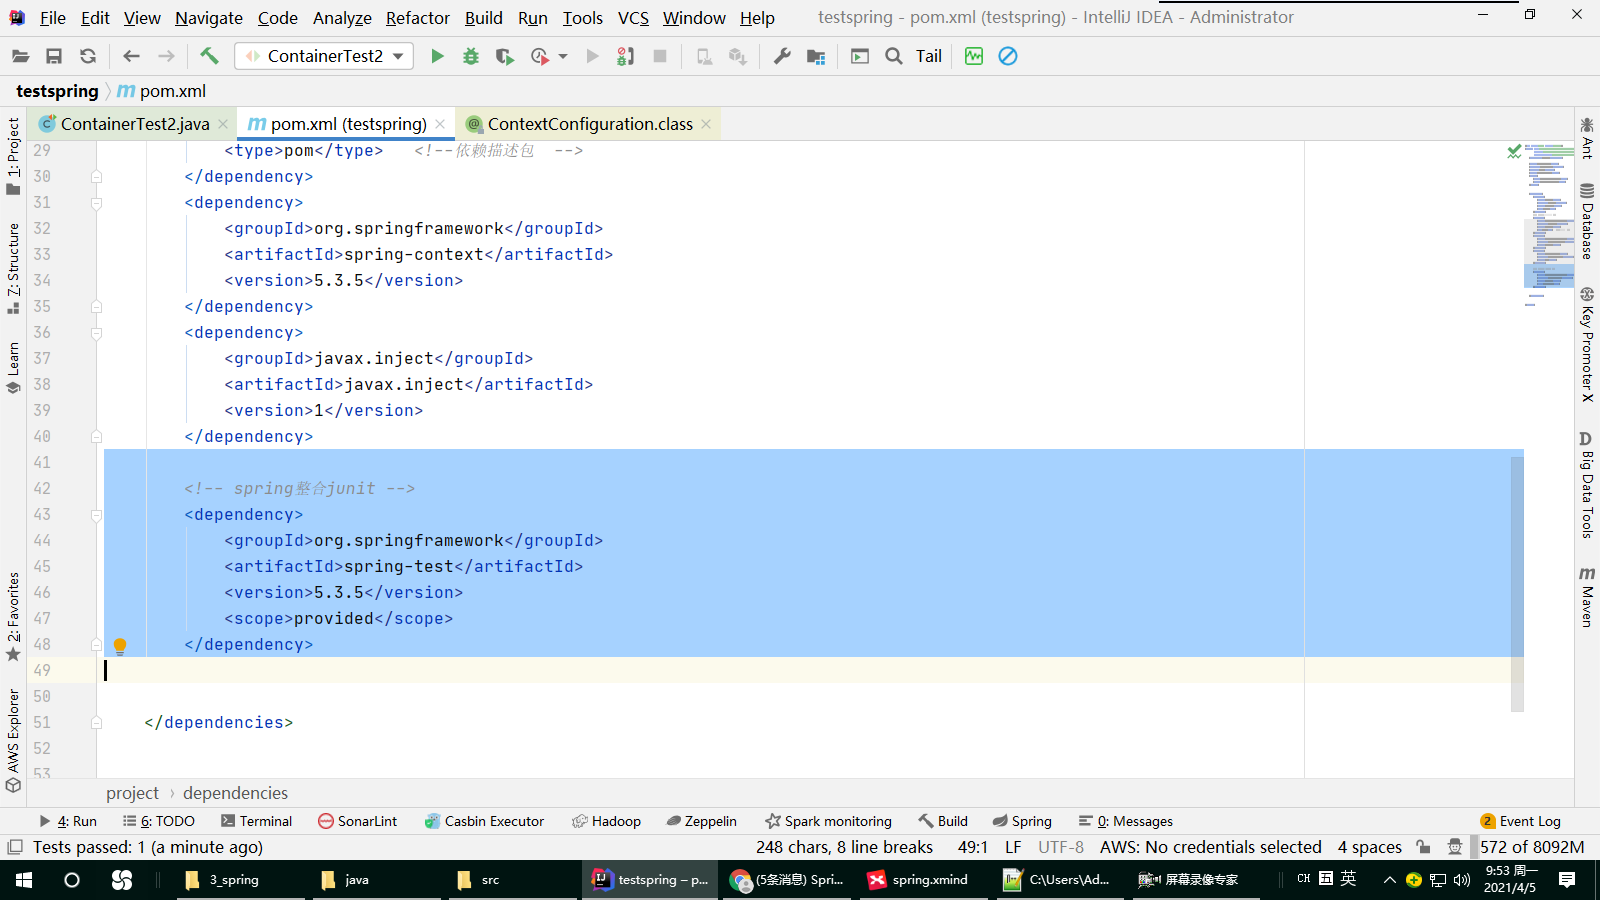 File Edit View Navigate Code Analyze Refactor Build Run Tools VCS Window Help testspring - pom.xml (testspring) - IntelliJ IDEA - Administrator
ContainerTest2 Tail
testspring pom.xml
ContainerTest2.java pom.xml (testspring) ContextConfiguration.class
29 <type>pom</type> <!--依赖描述包 -->
30 </dependency>
31 <dependency>
32 <groupId>org.springframework</groupId>
33 <artifactId>spring-context</artifactId>
34 <version>5.3.5</version>
35 </dependency>
36 <dependency>
37 <groupId>javax.inject</groupId>
38 <artifactId>javax.inject</artifactId>
39 <version>1</version>
40 </dependency>
41
42 <!-- spring整合junit -->
43 <dependency>
44 <groupId>org.springframework</groupId>
45 <artifactId>spring-test</artifactId>
46 <version>5.3.5</version>
47 <scope>provided</scope>
48 </dependency>
49
50
51 </dependencies>
52
53
1: Project
7: Structure
Learn
2: Favorites
AWS Explorer
Ant
Database
Key Promoter X
Big Data Tools
Maven
project › dependencies
4: Run 6: TODO Terminal SonarLint Casbin Executor Hadoop Zeppelin Spark monitoring Build Spring 0: Messages 2 Event Log
Tests passed: 1 (a minute ago) 248 chars, 8 line breaks 49:1 LF UTF-8 AWS: No credentials selected 4 spaces 572 of 8092M
3_spring java src testspring – p... (5条消息) Spri... spring.xmind C:\Users\Ad... 屏幕录像专家 CH 五 英 9:53 周一
2021/4/5